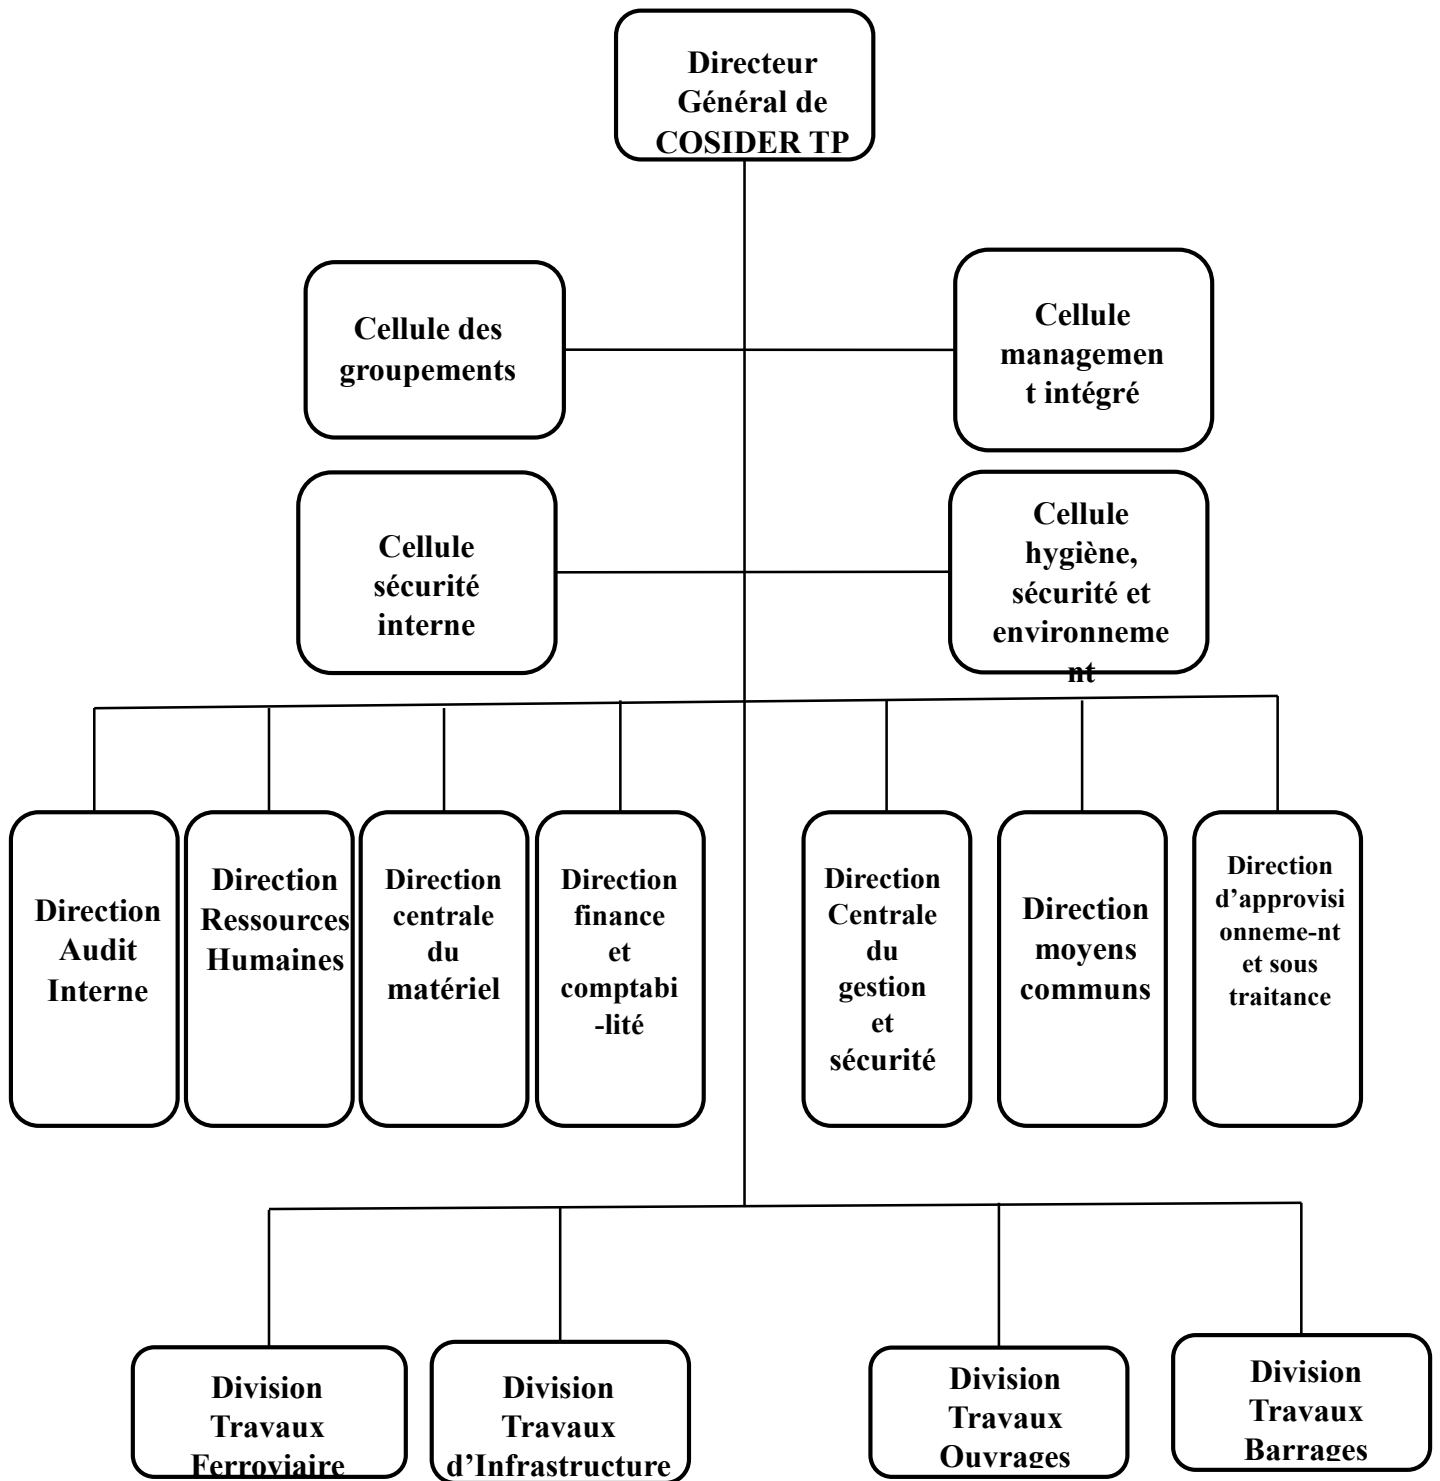 Directeur
Général de
COSIDER TP
Cellule des
groupements
Cellule
managemen
t intégré
Cellule
sécurité
interne
Cellule
hygiène,
sécurité et
environneme
nt
Direction
Audit
Interne
Direction
Ressources
Humaines
Direction
centrale
du
matériel
Direction
finance
et
comptabi
-lité
Direction
Centrale
du
gestion
et
sécurité
Direction
moyens
communs
Direction
d’approvisi
onneme-nt
et sous
traitance
Division
Travaux
Ferroviaire
Division
Travaux
d’Infrastructure
Division
Travaux
Ouvrages
Division
Travaux
Barrages